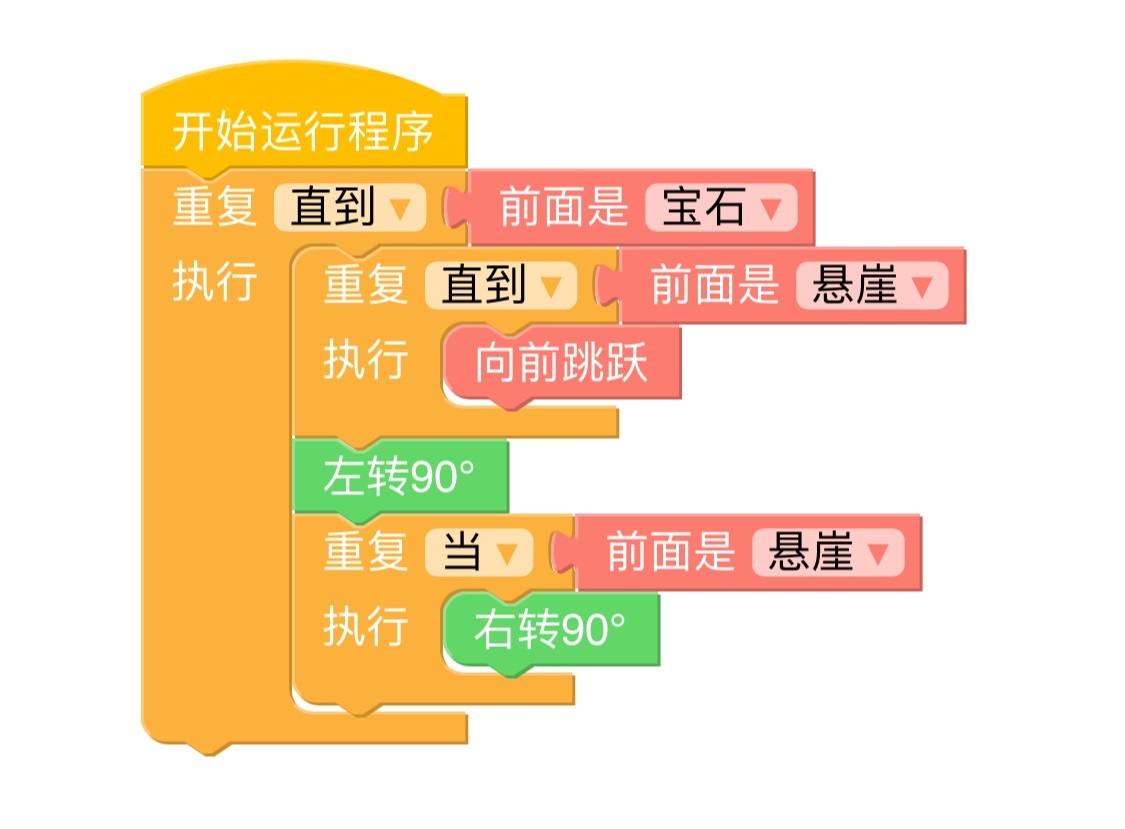 开始运行程序
重复 直到 前面是 宝石
执行 重复 直到 前面是 悬崖
执行 向前跳跃
左转90°
重复 当 前面是 悬崖
执行 右转90°